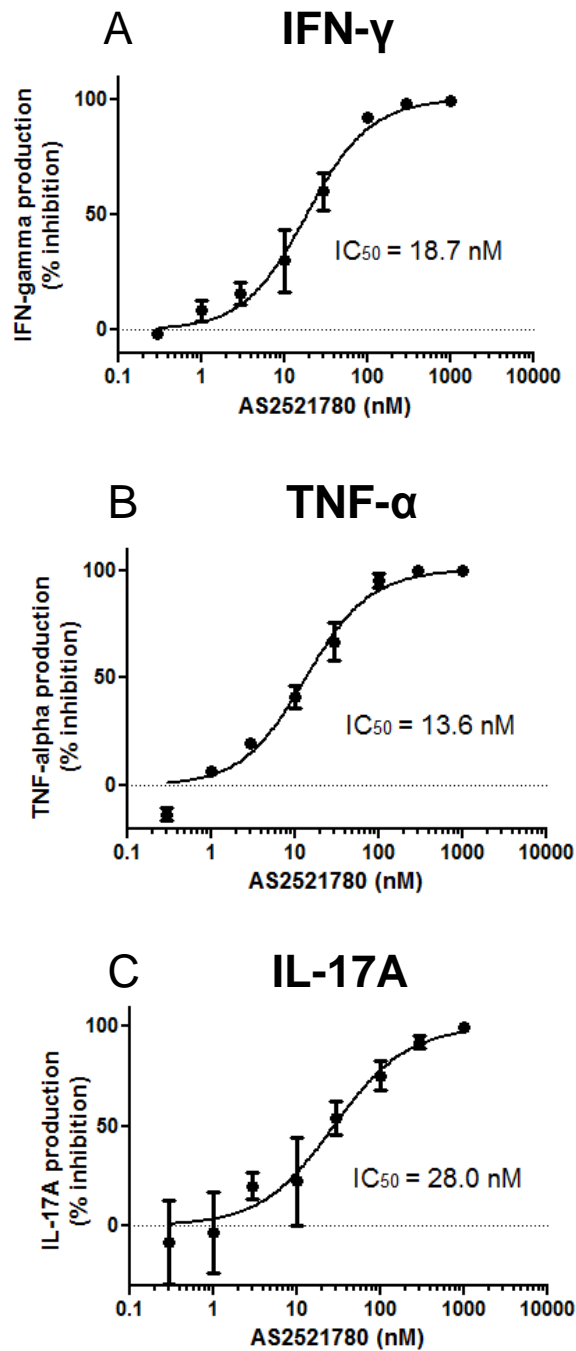 A
IFN-γ
IFN-gamma production
(% inhibition)
100
50
0
IC50 = 18.7 nM
0.1 1 10 100 1000 10000
AS2521780 (nM)
B
TNF-α
TNF-alpha production
(% inhibition)
100
50
0
IC50 = 13.6 nM
0.1 1 10 100 1000 10000
AS2521780 (nM)
C
IL-17A
IL-17A production
(% inhibition)
100
50
0
IC50 = 28.0 nM
0.1 1 10 100 1000 10000
AS2521780 (nM)